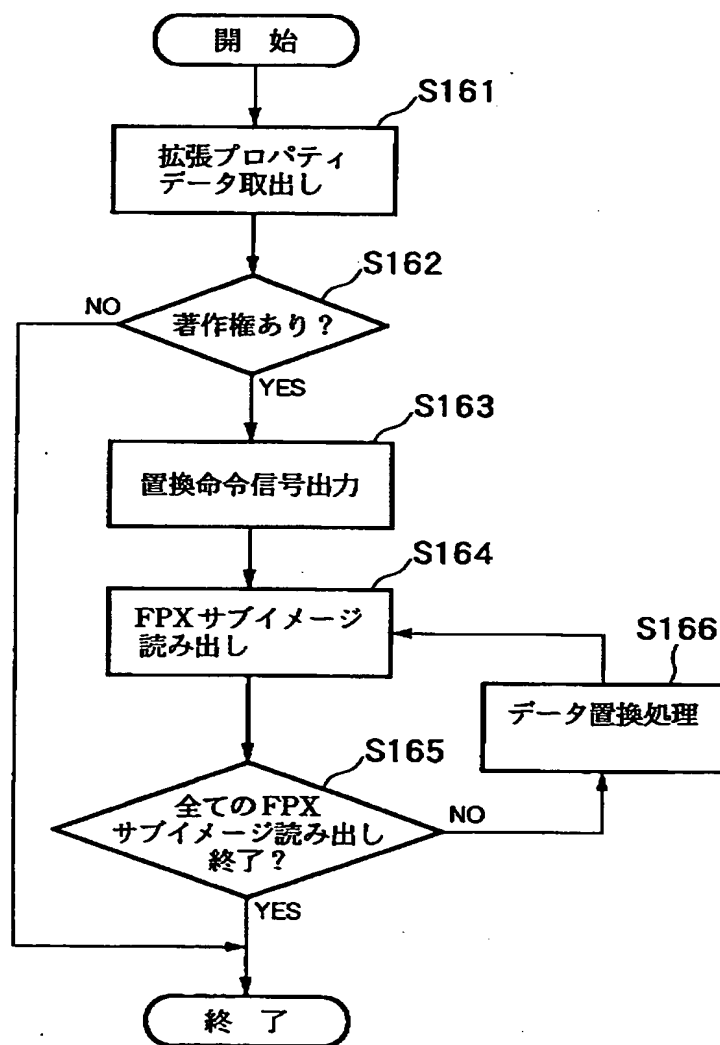 開 始
S161
拡張プロパティ
データ取出し
S162
NO
著作権あり?
YES
S163
置換命令信号出力
S164
FPXサブイメージ
読み出し
S166
データ置換処理
S165
全てのFPX
サブイメージ読み出し
終了?
NO
YES
終 了